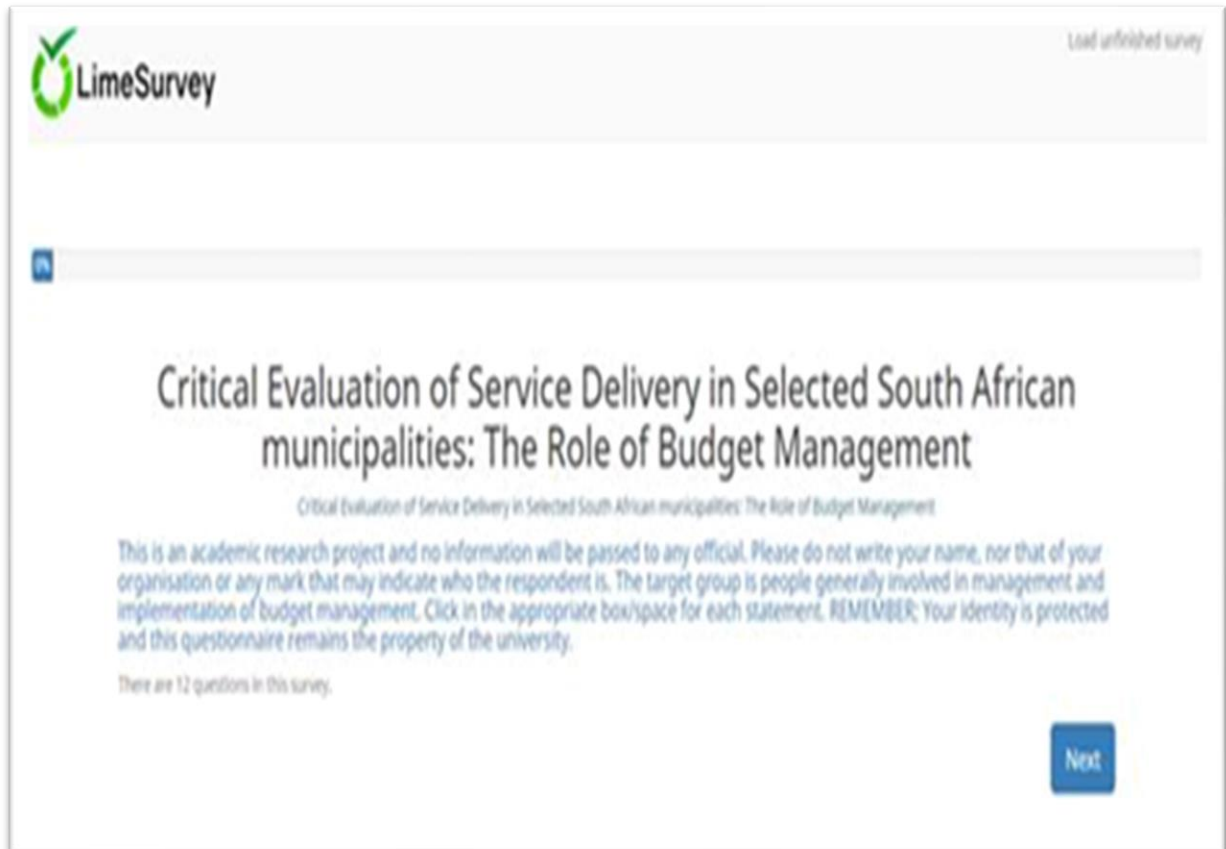 Load unfinished survey
LimeSurvey
0%
Critical Evaluation of Service Delivery in Selected South African
municipalities: The Role of Budget Management
Critical Evaluation of Service Delivery in Selected South African municipalities: The Role of Budget Management
This is an academic research project and no information will be passed to any official. Please do not write your name, nor that of your
organisation or any mark that may indicate who the respondent is. The target group is people generally involved in management and
implementation of budget management. Click in the appropriate box/space for each statement. REMEMBER; Your identity is protected
and this questionnaire remains the property of the university.
There are 12 questions in this survey.
Next